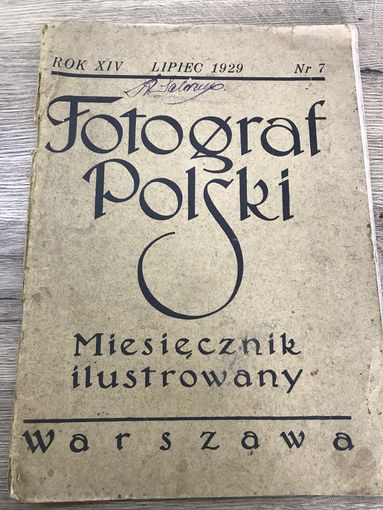 ROK XIV LIPIEC 1929 Nr 7
Fotograf
Polski
Miesięcznik
ilustrowany
Warszawa